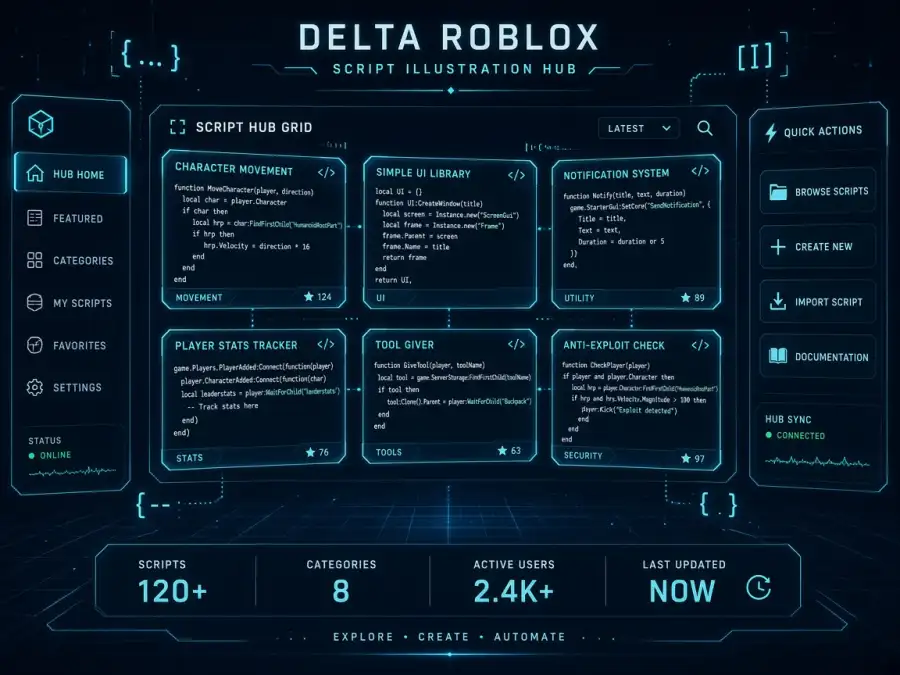 {...}
DELTA ROBLOX
[I]
SCRIPT ILLUSTRATION HUB
HUB HOME
FEATURED
CATEGORIES
MY SCRIPTS
FAVORITES
SETTINGS
STATUS
ONLINE
SCRIPT HUB GRID
LATEST
CHARACTER MOVEMENT </>
function MoveCharacter(player, direction)
local char = player.Character
if char then
local hrp = char:FindFirstChild("HumanoidRootPart")
if hrp then
hrp.Velocity = direction * 16
end
end
end
MOVEMENT
★ 124
SIMPLE UI LIBRARY </>
local UI = {}
function UI:CreateWindow(title)
local screen = Instance.new("ScreenGui")
local frame = Instance.new("Frame")
frame.Parent = screen
frame.Name = title
return frame
end
return UI,
UI
NOTIFICATION SYSTEM </>
function Notify(title, text, duration)
game.StarterGui:SetCore("SendNotification", {
Title = title,
Text = text,
Duration = duration or 5
})
end,
UTILITY
★ 89
PLAYER STATS TRACKER </>
game.Players.PlayerAdded:Connect(function(player)
player.CharacterAdded:Connect(function(char)
local leaderstats = player:WaitForChild("leaderstats")
-- Track stats here
end)
end)
STATS
★ 76
TOOL GIVER </>
function GiveTool(player, toolName)
local tool = game.ServerStorage:FindFirstChild(toolName)
if tool then
tool:Clone().Parent = player:WaitForChild("Backpack")
end
end
TOOLS
★ 63
ANTI-EXPLOIT CHECK </>
function CheckPlayer(player)
if player and player.Character then
local hrp = player.Character:FindFirstChild("HumanoidRootPart")
if hrp and hrp.Velocity.Magnitude > 100 then
player:Kick("Exploit detected")
end
end
end
SECURITY
★ 97
QUICK ACTIONS
BROWSE SCRIPTS
CREATE NEW
IMPORT SCRIPT
DOCUMENTATION
HUB SYNC
CONNECTED
{--
{ . }
SCRIPTS
120+
CATEGORIES
8
ACTIVE USERS
2.4K+
LAST UPDATED
NOW
EXPLORE • CREATE • AUTOMATE